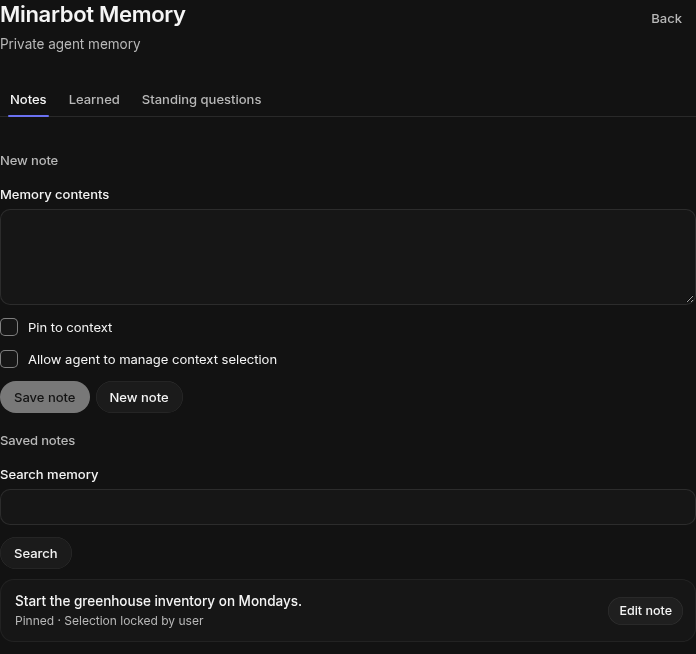 Minarbot Memory
Back
Private agent memory
Notes
Learned
Standing questions
New note
Memory contents
Pin to context
Allow agent to manage context selection
Save note
New note
Saved notes
Search memory
Search
Start the greenhouse inventory on Mondays.
Pinned · Selection locked by user
Edit note